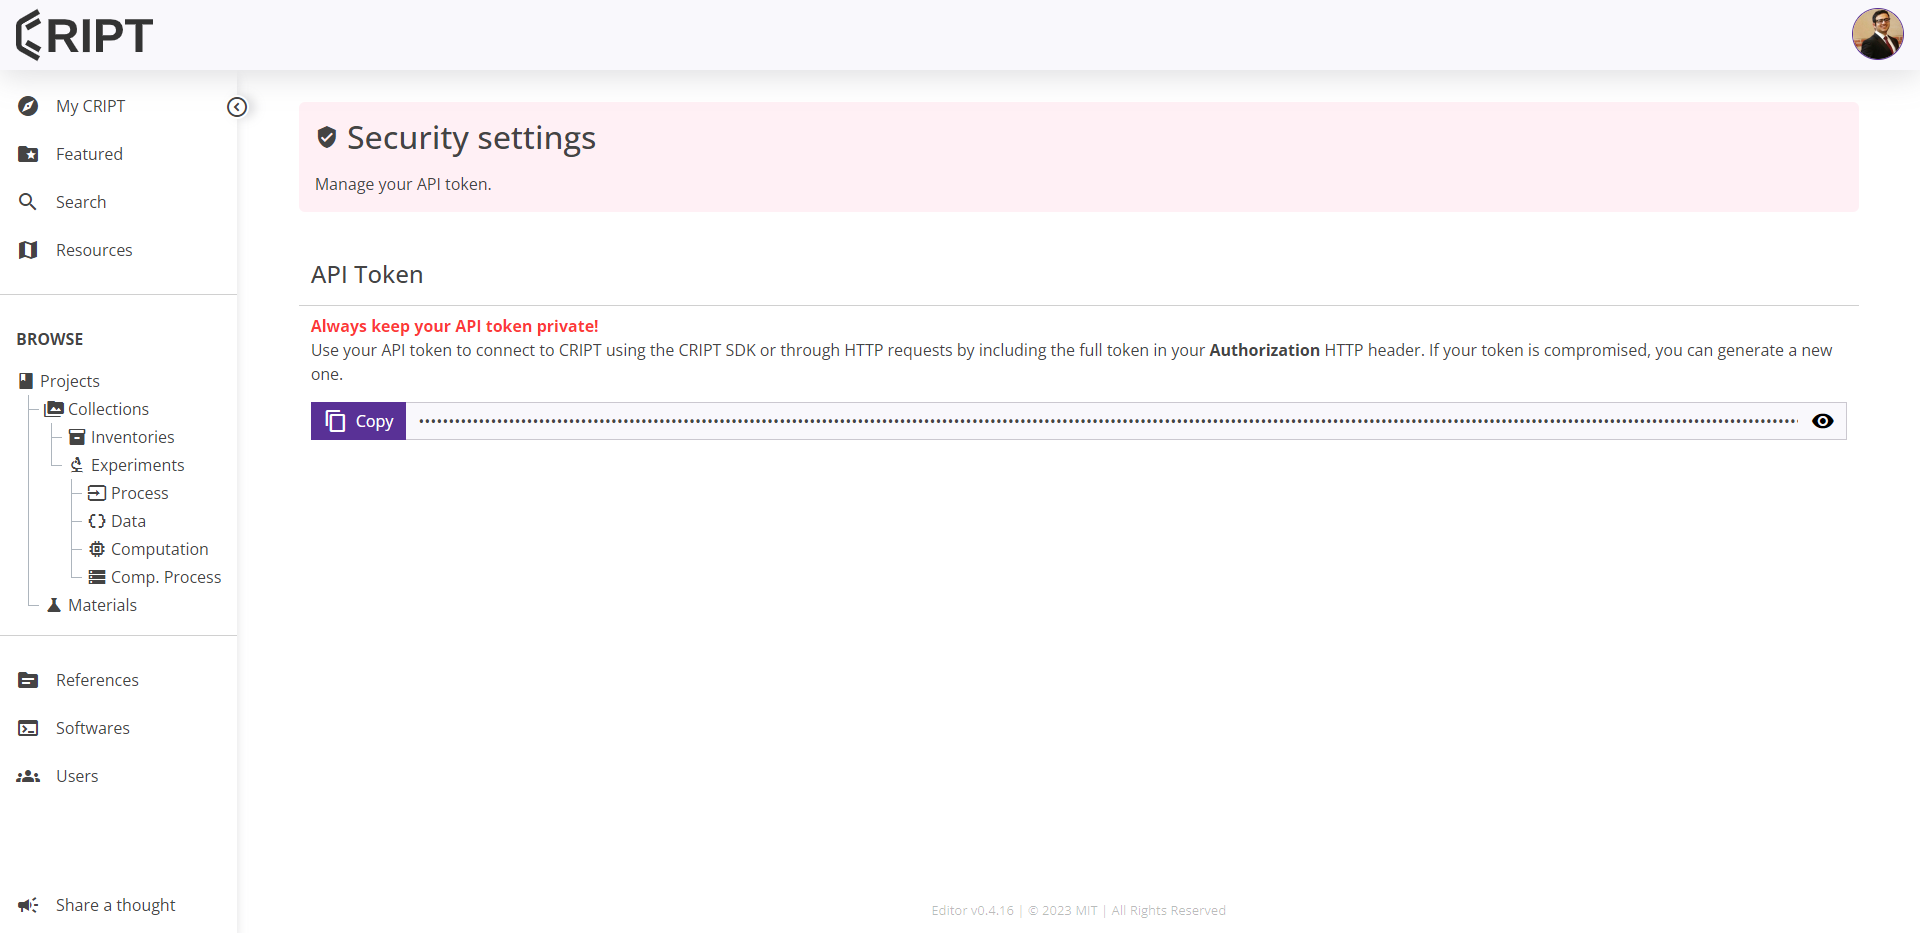 CRIPT
My CRIPT
Featured
Search
Resources
BROWSE
Projects
Collections
Inventories
Experiments
Process
Data
Computation
Comp. Process
Materials
References
Softwares
Users
Share a thought
Security settings
Manage your API token.
API Token
Always keep your API token private!
Use your API token to connect to CRIPT using the CRIPT SDK or through HTTP requests by including the full token in your Authorization HTTP header. If your token is compromised, you can generate a new
one.
Copy
Editor v0.4.16 | © 2023 MIT | All Rights Reserved